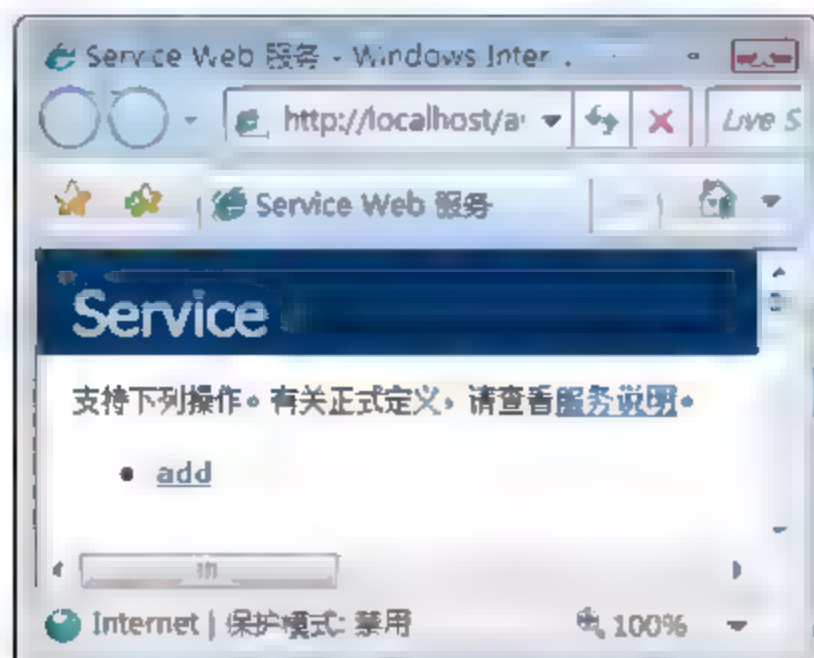 Service Web 服务 - Windows Inter
http://localhost/a
Live S
Service Web 服务
Service
支持下列操作。有关正式定义，请查看服务说明。
add
Internet | 保护模式: 禁用
100%